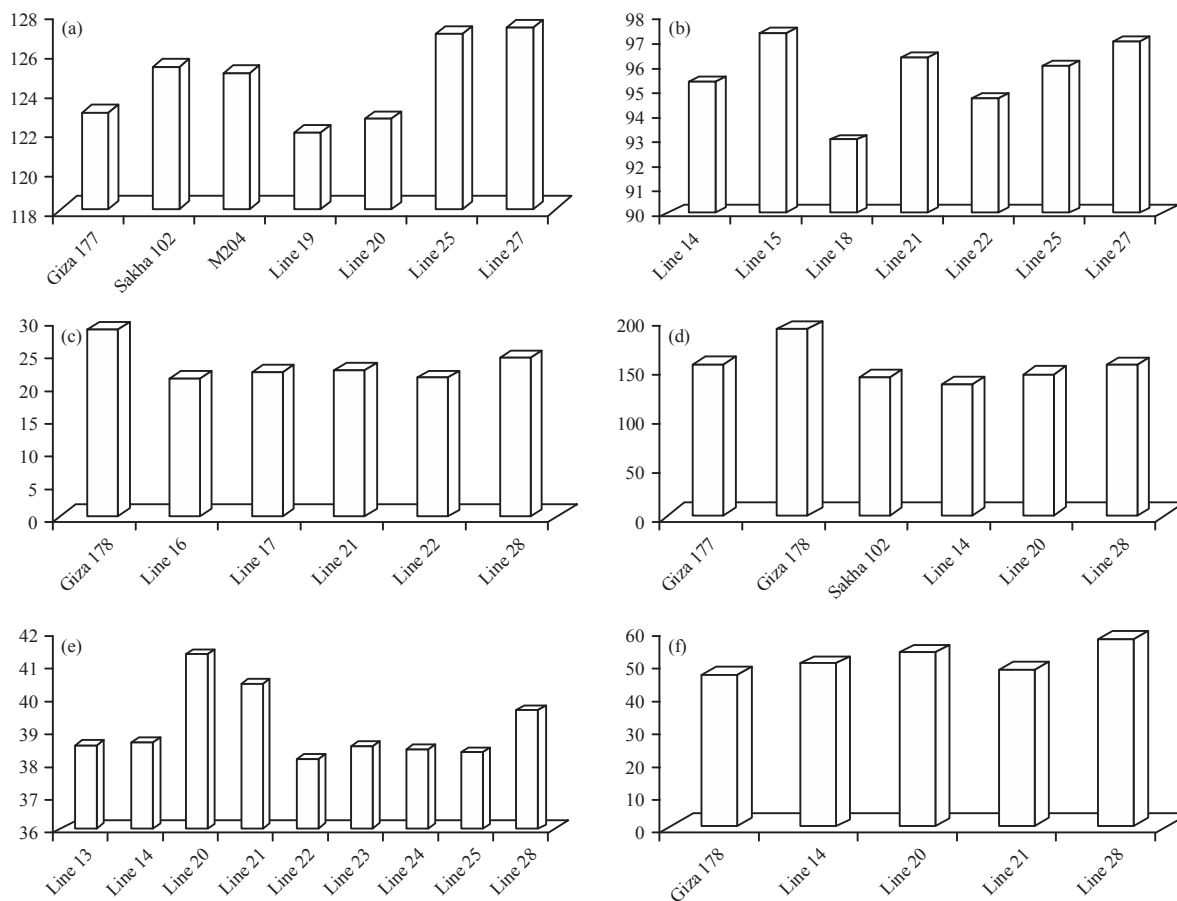 (a)
128
126
124
122
120
118
Giza 177
Sakha 102
M204
Line 19
Line 20
Line 25
Line 27
(b)
98
97
96
95
94
93
92
91
90
Line 14
Line 15
Line 18
Line 21
Line 22
Line 25
Line 27
(c)
30
25
20
15
10
5
0
Giza 178
Line 16
Line 17
Line 21
Line 22
Line 28
(d)
200
150
100
50
0
Giza 177
Giza 178
Sakha 102
Line 14
Line 20
Line 28
(e)
42
41
40
39
38
37
36
Line 13
Line 14
Line 20
Line 21
Line 22
Line 23
Line 24
Line 25
Line 28
(f)
60
50
40
30
20
10
0
Giza 178
Line 14
Line 20
Line 21
Line 28